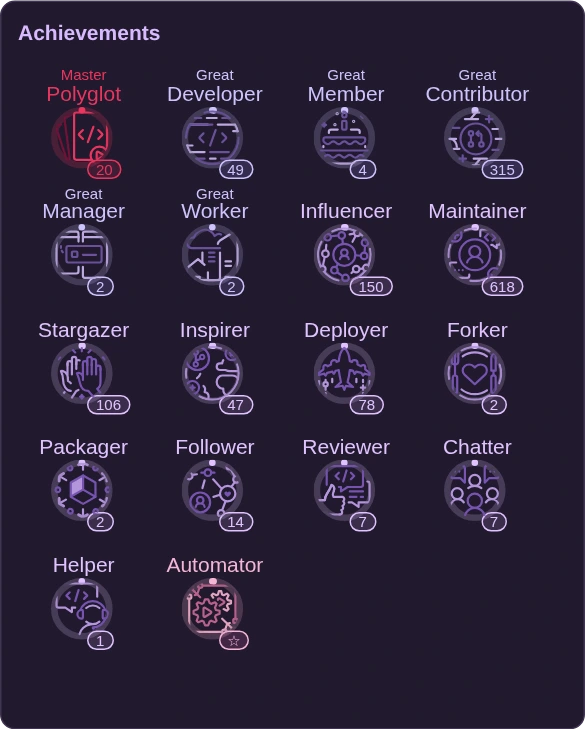 Achievements
Master Great Great Great
Polyglot Developer Member Contributor
20 49 4 315
Great Great
Manager Worker Influencer Maintainer
2 2 150 618
Stargazer Inspirer Deployer Forker
106 47 78 2
Packager Follower Reviewer Chatter
2 14 7 7
Helper Automator
1 ☆